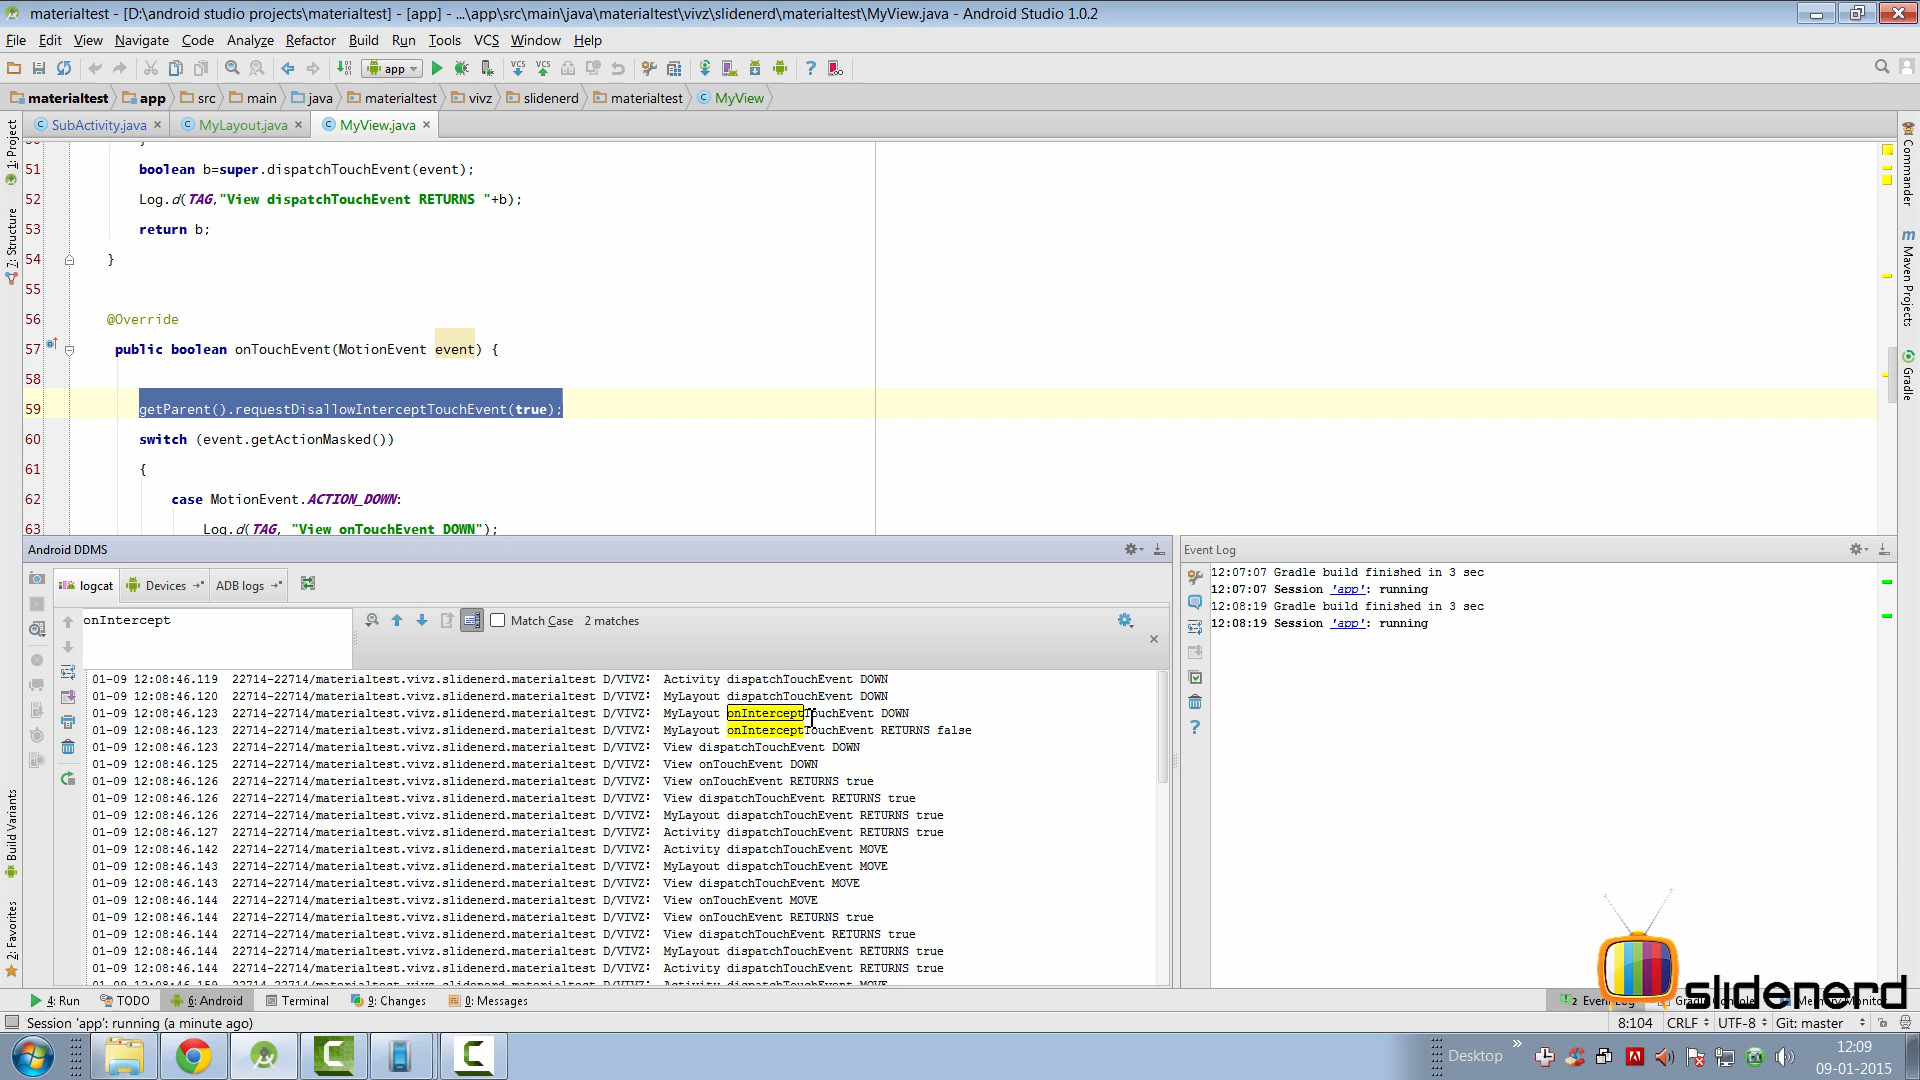 materialtest - [D:\android studio projects\materialtest] - [app] - ...\app\src\main\java\materialtest\vivz\slidenerd\materialtest\MyView.java - Android Studio 1.0.2
File Edit View Navigate Code Analyze Refactor Build Run Tools VCS Window Help
app
materialtest app src main java materialtest vivz slidenerd materialtest MyView
SubActivity.java MyLayout.java MyView.java
51 boolean b=super.dispatchTouchEvent(event);
52 Log.d(TAG,"View dispatchTouchEvent RETURNS "+b);
53 return b;
54 }
55
56 @Override
57 public boolean onTouchEvent(MotionEvent event) {
58
59 getParent().requestDisallowInterceptTouchEvent(true);
60 switch (event.getActionMasked())
61 {
62 case MotionEvent.ACTION_DOWN:
63 Log.d(TAG, "View onTouchEvent DOWN");
1: Project
7: Structure
Build Variants
2: Favorites
Commander
Maven Projects
Gradle
Android DDMS
logcat Devices ADB logs
onIntercept
Match Case 2 matches
01-09 12:08:46.119 22714-22714/materialtest.vivz.slidenerd.materialtest D/VIVZ: Activity dispatchTouchEvent DOWN
01-09 12:08:46.120 22714-22714/materialtest.vivz.slidenerd.materialtest D/VIVZ: MyLayout dispatchTouchEvent DOWN
01-09 12:08:46.123 22714-22714/materialtest.vivz.slidenerd.materialtest D/VIVZ: MyLayout onInterceptTouchEvent DOWN
01-09 12:08:46.123 22714-22714/materialtest.vivz.slidenerd.materialtest D/VIVZ: MyLayout onInterceptTouchEvent RETURNS false
01-09 12:08:46.123 22714-22714/materialtest.vivz.slidenerd.materialtest D/VIVZ: View dispatchTouchEvent DOWN
01-09 12:08:46.125 22714-22714/materialtest.vivz.slidenerd.materialtest D/VIVZ: View onTouchEvent DOWN
01-09 12:08:46.126 22714-22714/materialtest.vivz.slidenerd.materialtest D/VIVZ: View onTouchEvent RETURNS true
01-09 12:08:46.126 22714-22714/materialtest.vivz.slidenerd.materialtest D/VIVZ: View dispatchTouchEvent RETURNS true
01-09 12:08:46.126 22714-22714/materialtest.vivz.slidenerd.materialtest D/VIVZ: MyLayout dispatchTouchEvent RETURNS true
01-09 12:08:46.127 22714-22714/materialtest.vivz.slidenerd.materialtest D/VIVZ: Activity dispatchTouchEvent RETURNS true
01-09 12:08:46.142 22714-22714/materialtest.vivz.slidenerd.materialtest D/VIVZ: Activity dispatchTouchEvent MOVE
01-09 12:08:46.143 22714-22714/materialtest.vivz.slidenerd.materialtest D/VIVZ: MyLayout dispatchTouchEvent MOVE
01-09 12:08:46.143 22714-22714/materialtest.vivz.slidenerd.materialtest D/VIVZ: View dispatchTouchEvent MOVE
01-09 12:08:46.144 22714-22714/materialtest.vivz.slidenerd.materialtest D/VIVZ: View onTouchEvent MOVE
01-09 12:08:46.144 22714-22714/materialtest.vivz.slidenerd.materialtest D/VIVZ: View onTouchEvent RETURNS true
01-09 12:08:46.144 22714-22714/materialtest.vivz.slidenerd.materialtest D/VIVZ: View dispatchTouchEvent RETURNS true
01-09 12:08:46.144 22714-22714/materialtest.vivz.slidenerd.materialtest D/VIVZ: MyLayout dispatchTouchEvent RETURNS true
01-09 12:08:46.144 22714-22714/materialtest.vivz.slidenerd.materialtest D/VIVZ: Activity dispatchTouchEvent RETURNS true
Event Log
12:07:07 Gradle build finished in 3 sec
12:07:07 Session 'app': running
12:08:19 Gradle build finished in 3 sec
12:08:19 Session 'app': running
4: Run TODO 6: Android Terminal 9: Changes 0: Messages
2 Event Log
slidenerd
Session 'app': running (a minute ago)
8:104 CRLF UTF-8 Git: master
Desktop
12:09
09-01-2015